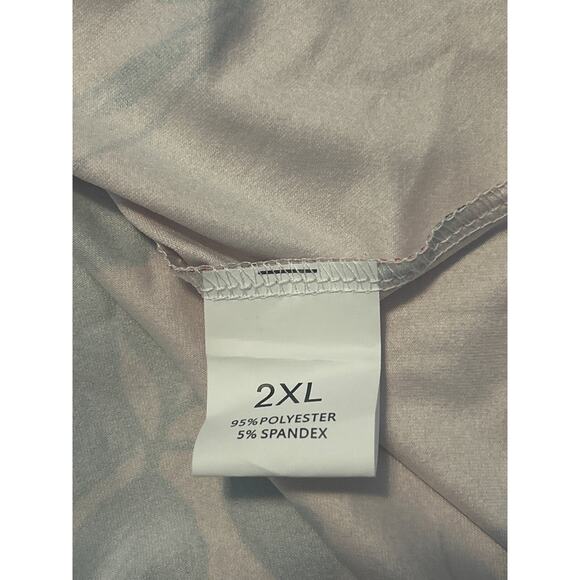 2XL
95% POLYESTER
5% SPANDEX